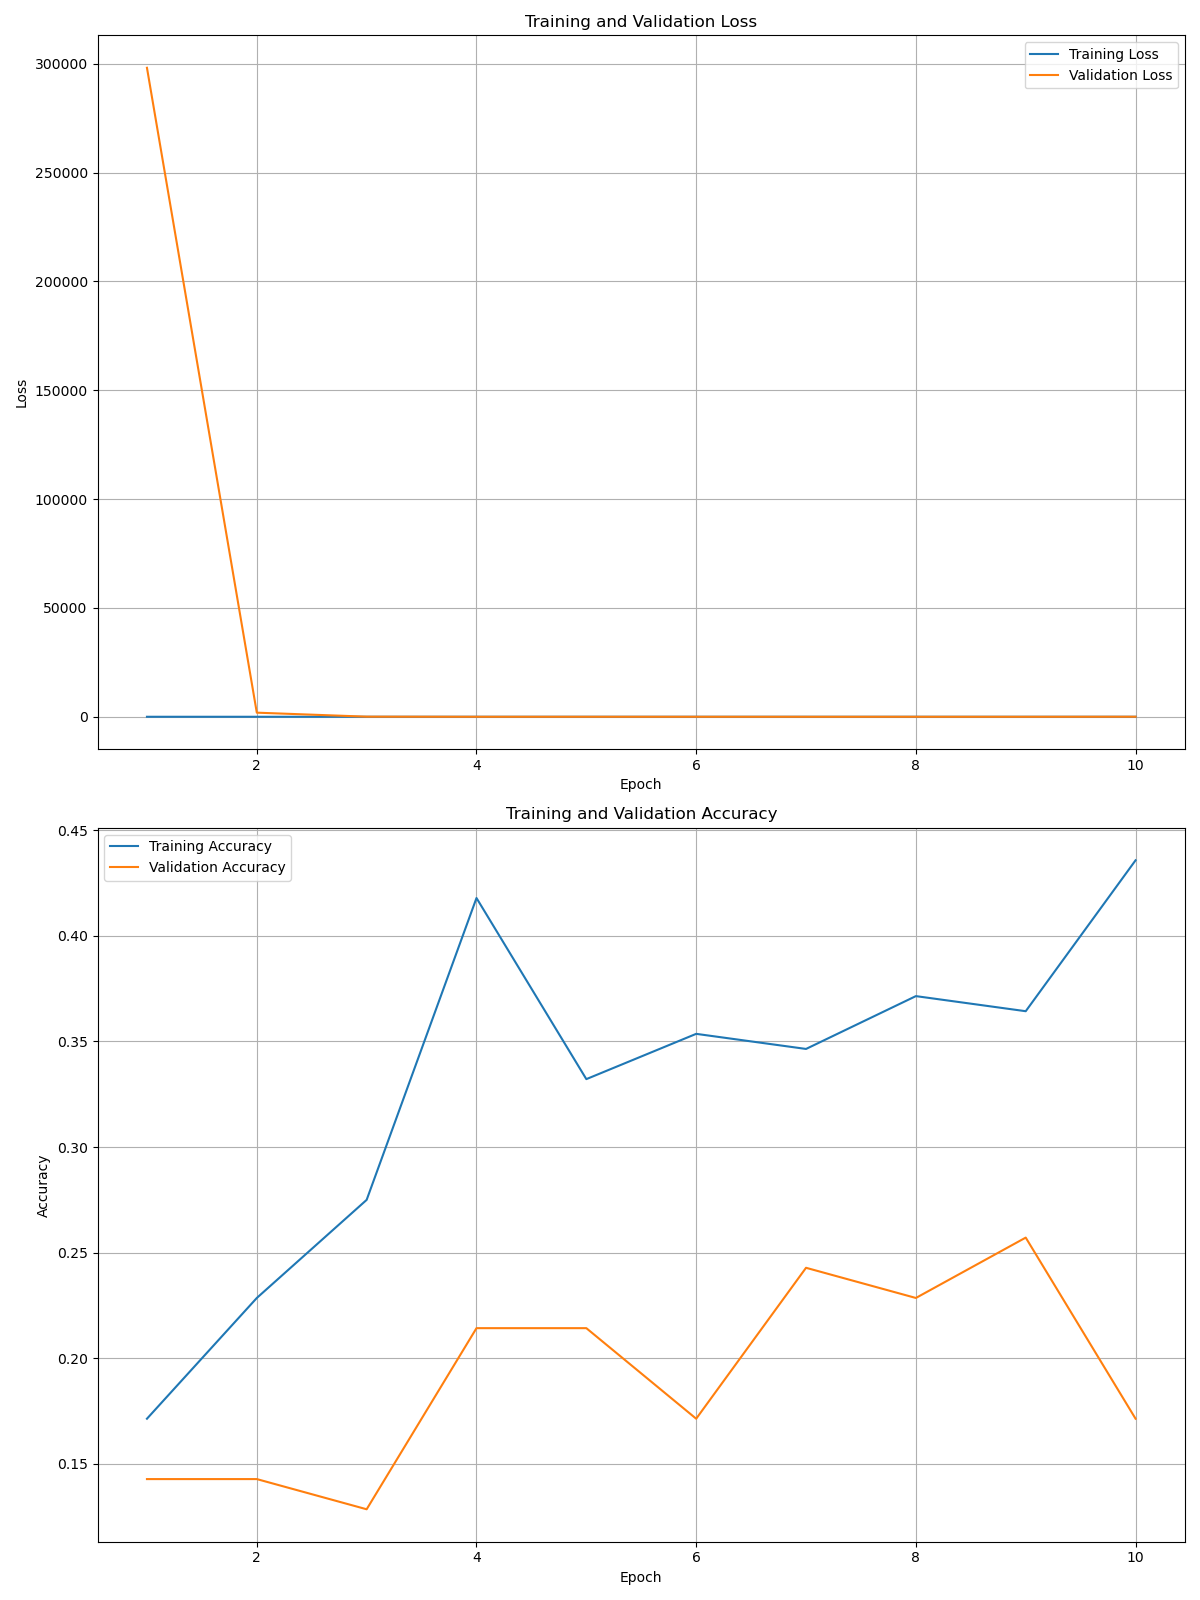 Training and Validation Loss
Training Loss
Validation Loss
300000
250000
200000
150000
100000
50000
0
Loss
2 4 6 8 10
Epoch
Training and Validation Accuracy
Training Accuracy
Validation Accuracy
0.45
0.40
0.35
0.30
0.25
0.20
0.15
Accuracy
2 4 6 8 10
Epoch